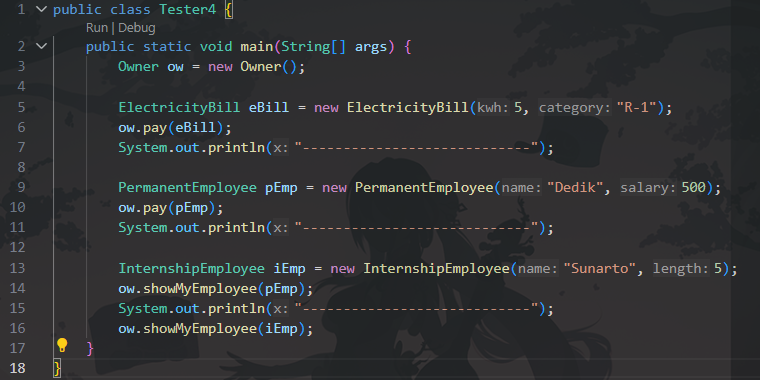 1 public class Tester4 {
Run | Debug
2 public static void main(String[] args) {
3 Owner ow = new Owner();
4
5 ElectricityBill eBill = new ElectricityBill(kwh: 5, category: "R-1");
6 ow.pay(eBill);
7 System.out.println(x: "----------------------------");
8
9 PermanentEmployee pEmp = new PermanentEmployee(name: "Dedik", salary: 500);
10 ow.pay(pEmp);
11 System.out.println(x: "----------------------------");
12
13 InternshipEmployee iEmp = new InternshipEmployee(name: "Sunarto", length: 5);
14 ow.showMyEmployee(pEmp);
15 System.out.println(x: "----------------------------");
16 ow.showMyEmployee(iEmp);
17 }
18 }